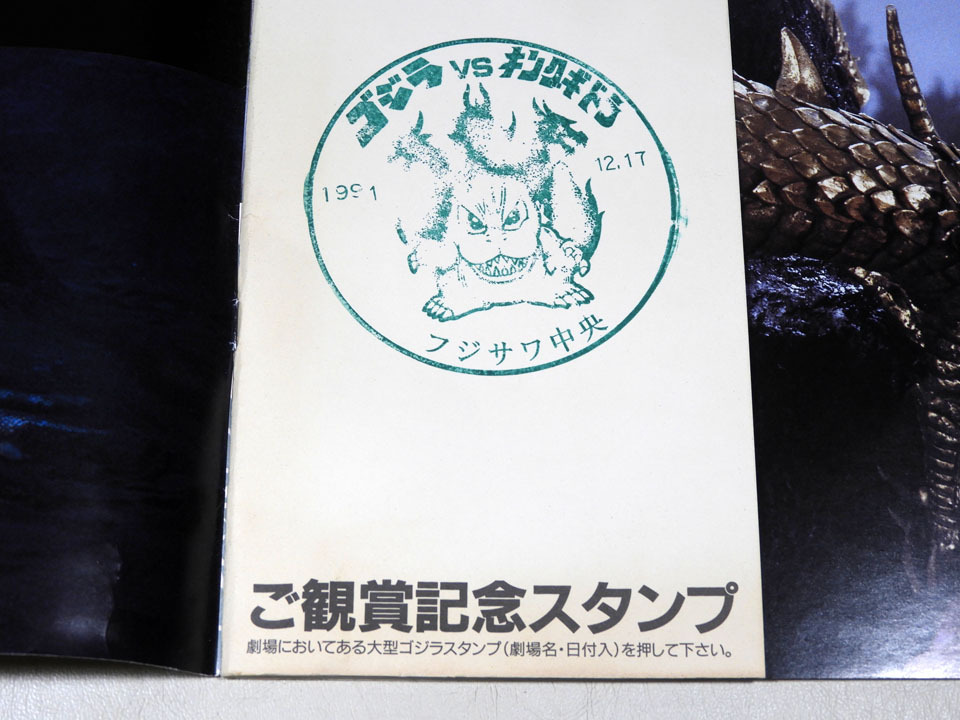 ゴジラ VS キングギドラ
1991 12.17
フジサワ中央
ご観賞記念スタンプ
劇場においてある大型ゴジラスタンプ(劇場名・日付入)を押して下さい。